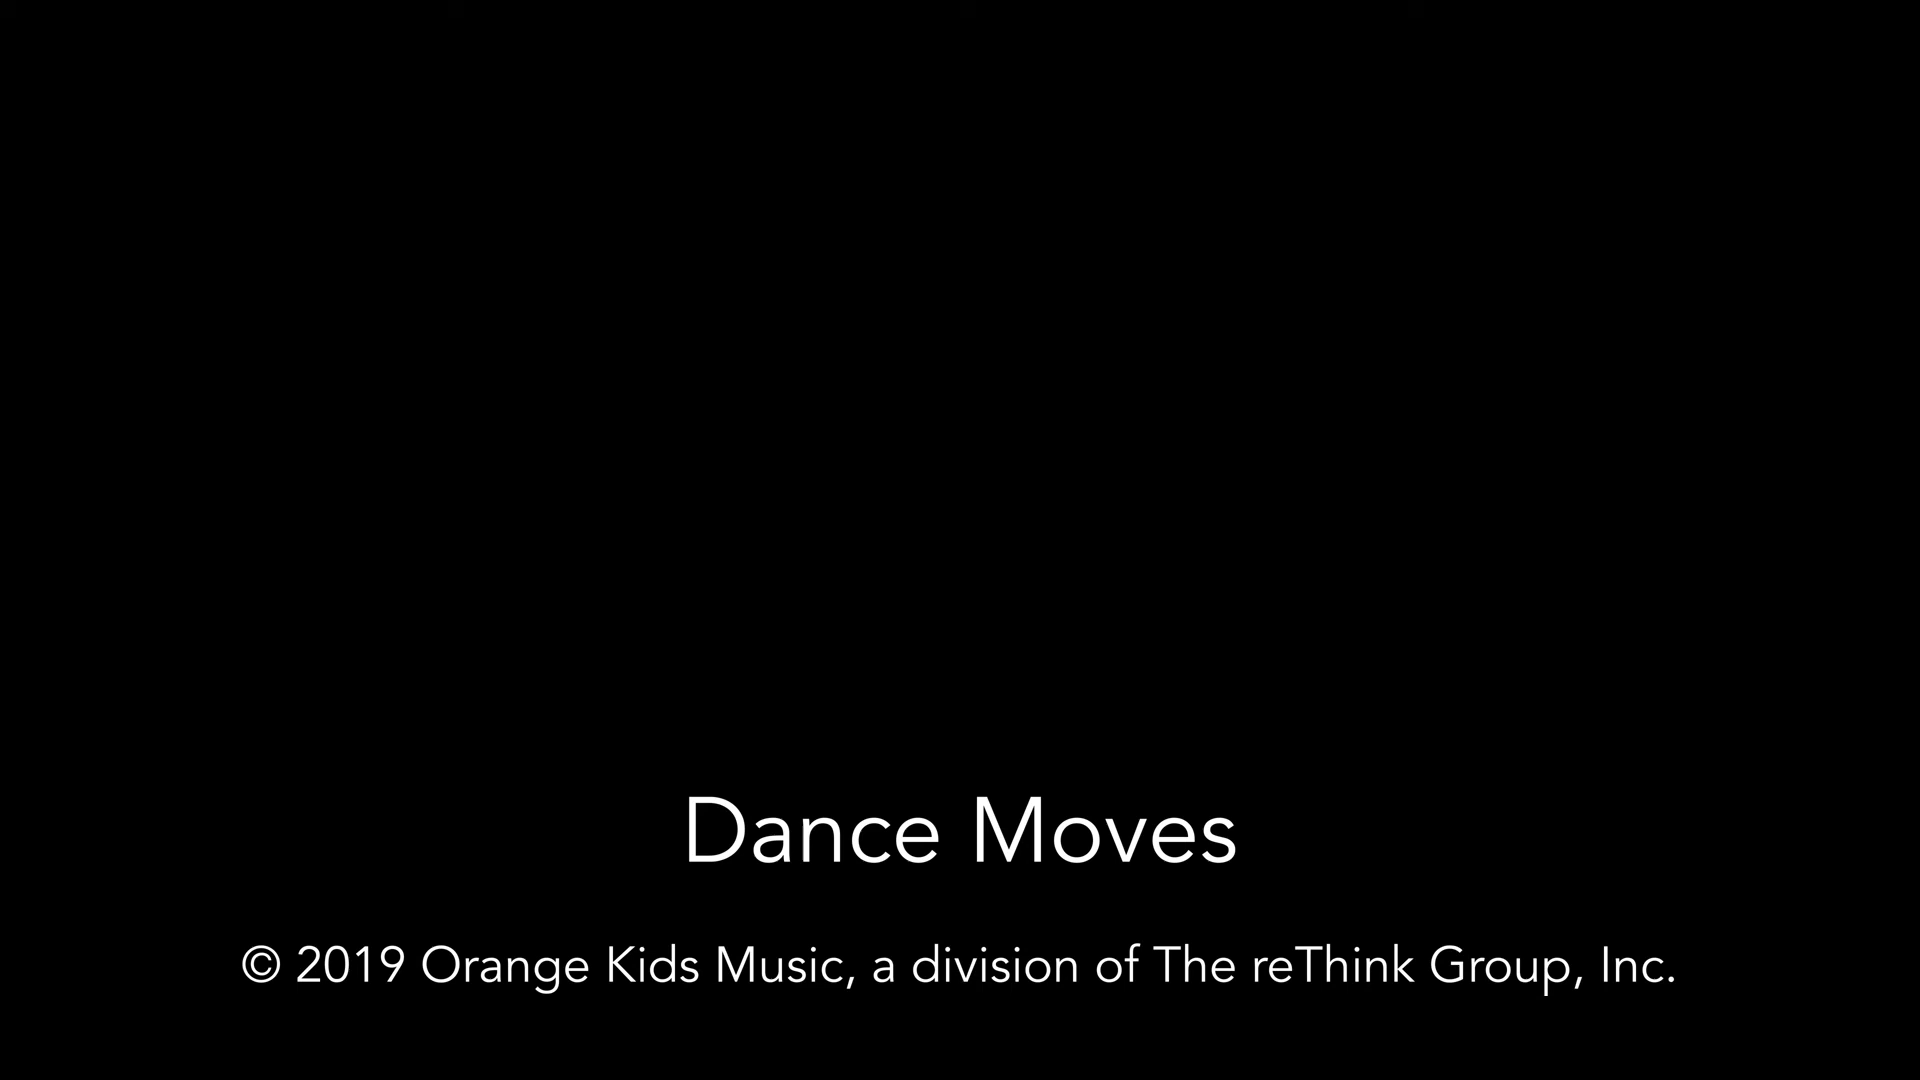 Dance Moves
© 2019 Orange Kids Music, a division of The reThink Group, Inc.